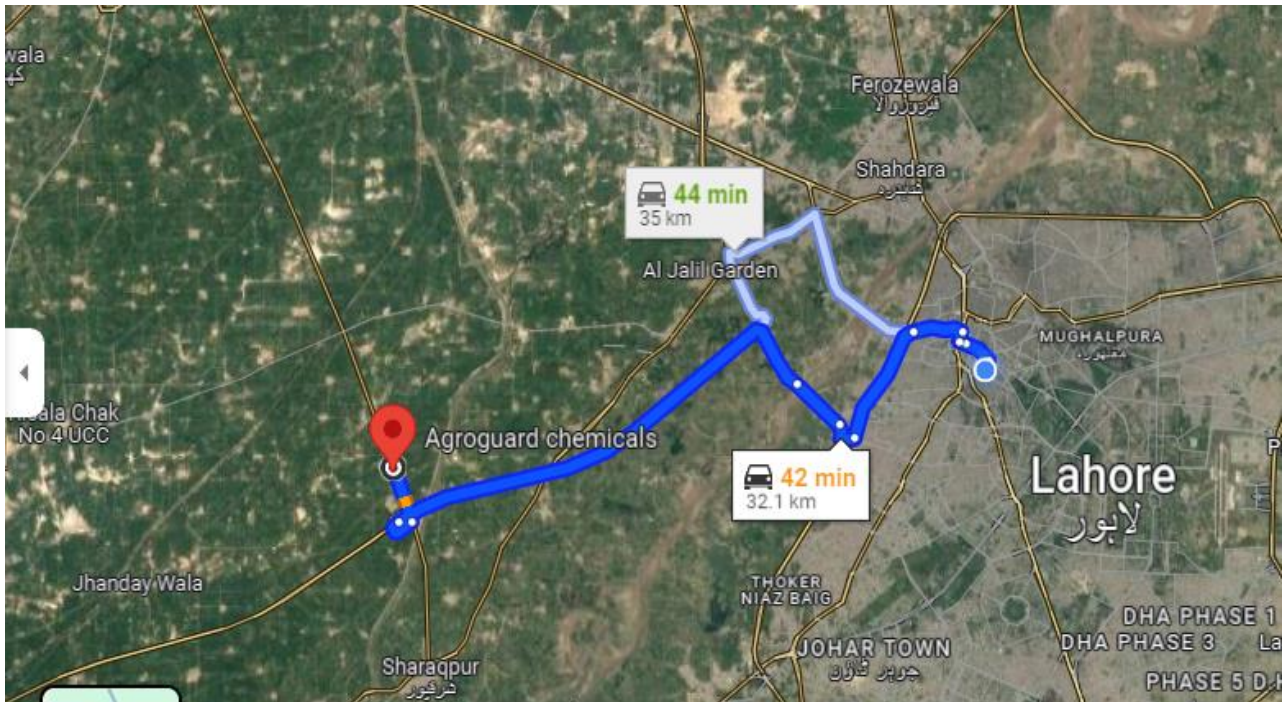 wala
Ferozewala
فیروزوالا
Shahdara
شاہدرہ
44 min
35 km
Al Jalil Garden
MUGHALPURA
مغلپورہ
Chak
No 4 UCC
Agroguard chemicals
42 min
32.1 km
Lahore
لاہور
Jhanday Wala
THOKER
NIAZ BAIG
DHA PHASE 1
DHA PHASE 3
La
JOHAR TOWN
جوہر ٹاؤن
Sharaqpur
شرقپور
PHASE 5 D